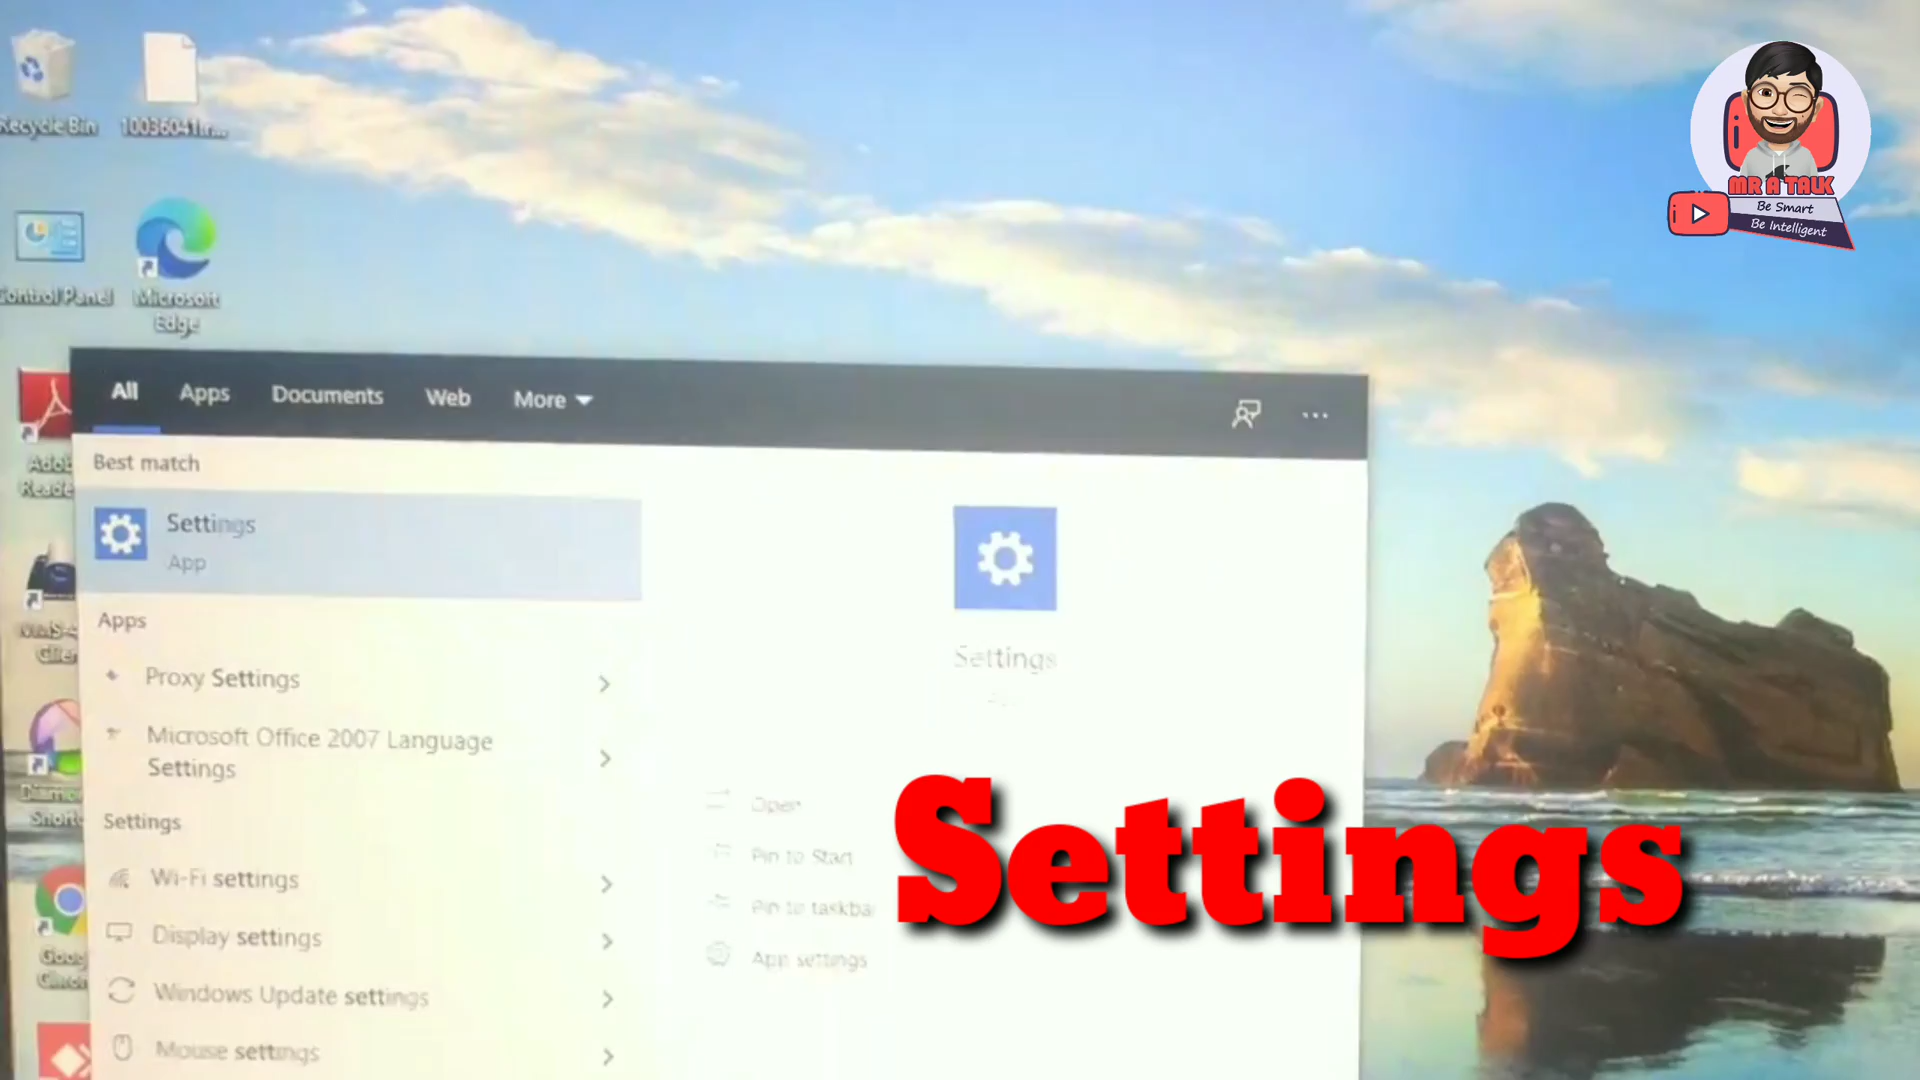 Recycle Bin
Control Panel
Microsoft
Edge
MR A TALK
Be Smart
Be Intelligent
All
Apps
Documents
Web
More
Best match
Settings
App
Apps
Proxy Settings
Microsoft Office 2007 Language
Settings
Settings
Wi-Fi settings
Display settings
Windows Update settings
Mouse settings
Settings
Open
Pin to Start
Pin to taskbar
App settings
Settings